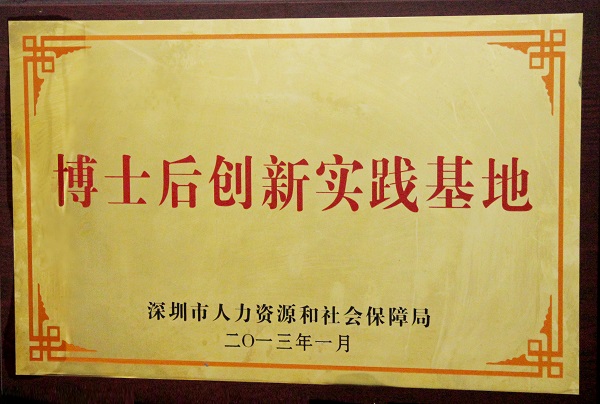 博士后创新实践基地
深圳市人力资源和社会保障局
二〇一三年一月